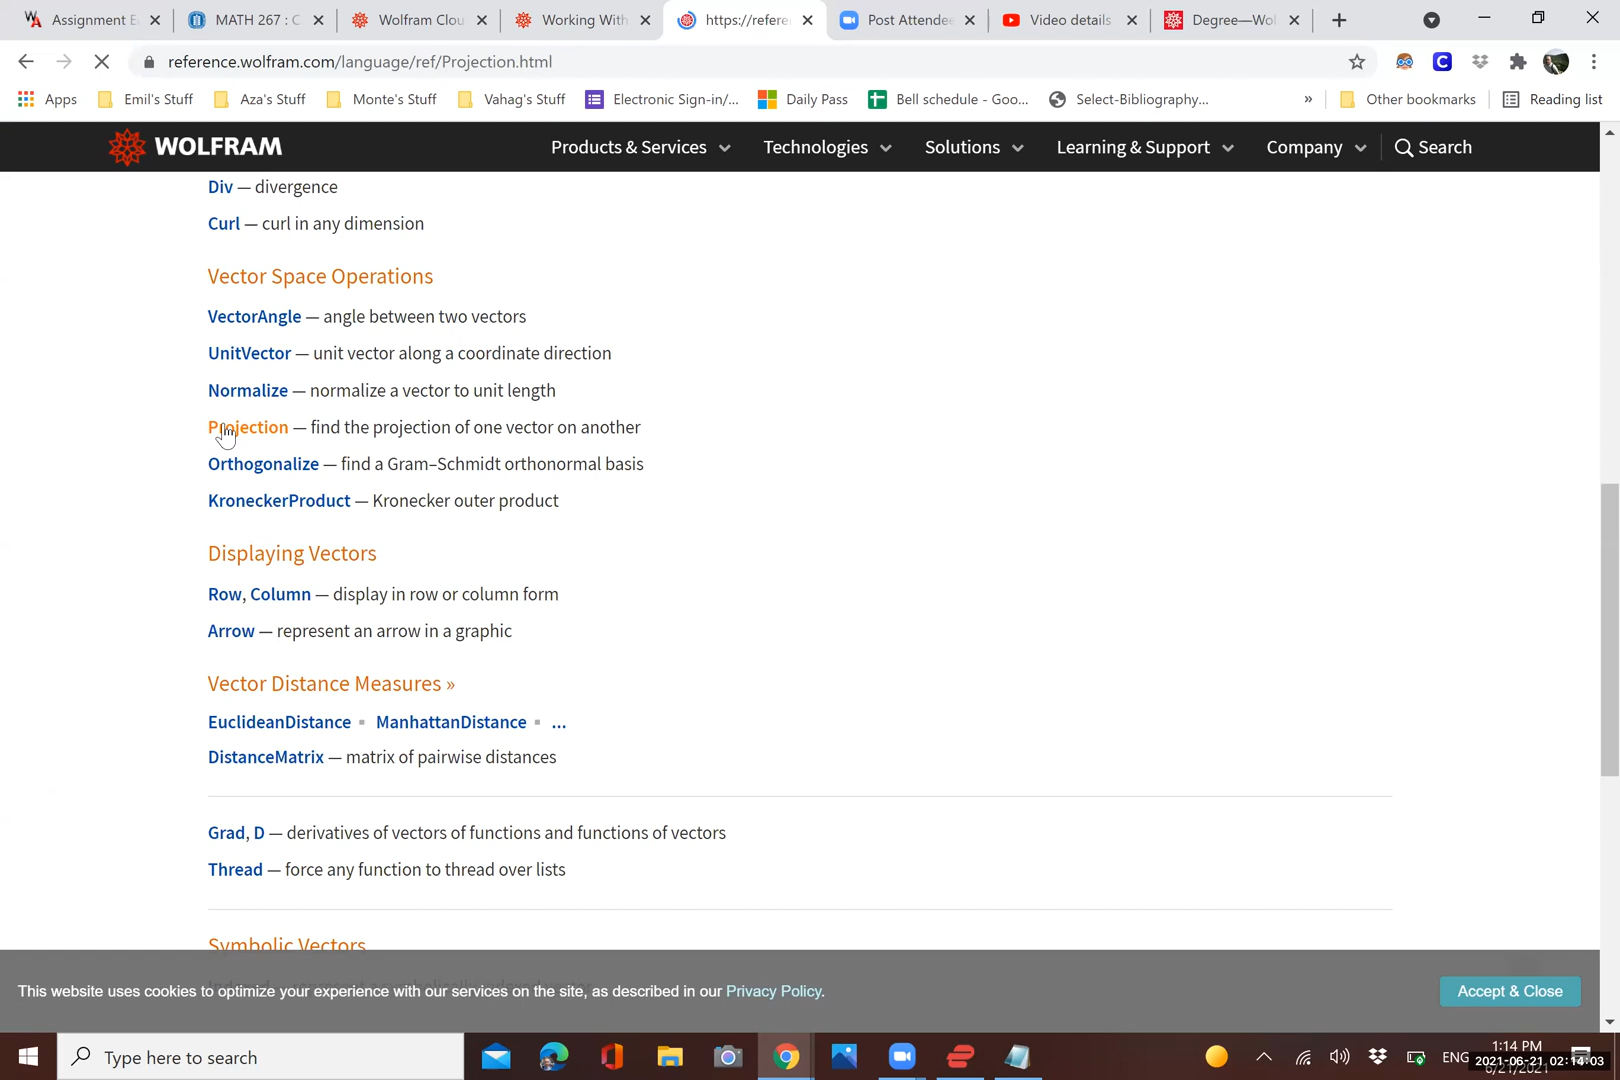 Assignment E
MATH 267 : C
Wolfram Clou
Working With
https://refere
Post Attendee
Video details
Degree—Wol
reference.wolfram.com/language/ref/Projection.html
Apps
Emil's Stuff
Aza's Stuff
Monte's Stuff
Vahag's Stuff
Electronic Sign-in/...
Daily Pass
Bell schedule - Goo...
Select-Bibliography...
»
Other bookmarks
Reading list
WOLFRAM
Products & Services
Technologies
Solutions
Learning & Support
Company
Search
Div — divergence
Curl — curl in any dimension
Vector Space Operations
VectorAngle — angle between two vectors
UnitVector — unit vector along a coordinate direction
Normalize — normalize a vector to unit length
Projection — find the projection of one vector on another
Orthogonalize — find a Gram–Schmidt orthonormal basis
KroneckerProduct — Kronecker outer product
Displaying Vectors
Row, Column — display in row or column form
Arrow — represent an arrow in a graphic
Vector Distance Measures »
EuclideanDistance ▪ ManhattanDistance ▪ ...
DistanceMatrix — matrix of pairwise distances
Grad, D — derivatives of vectors of functions and functions of vectors
Thread — force any function to thread over lists
Symbolic Vectors
This website uses cookies to optimize your experience with our services on the site, as described in our Privacy Policy.
Accept & Close
Type here to search
ENG
1:14 PM
2021-06-21 02:14:03
6/21/2021